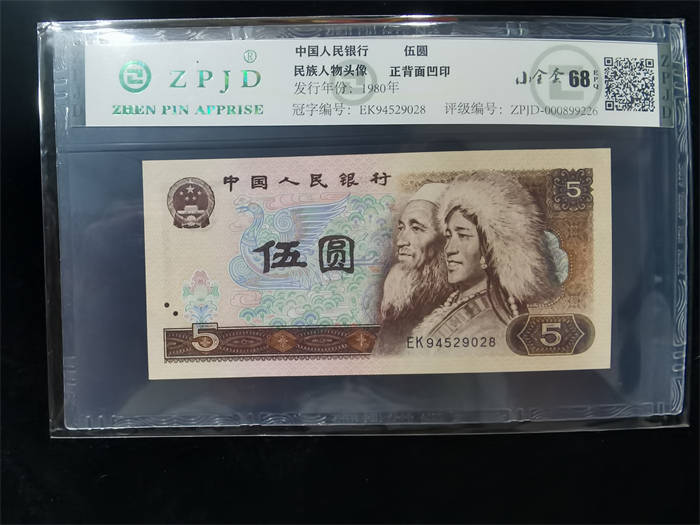 ZPJD®
ZHEN PIN APPRISE
中国人民银行 伍圆
民族人物头像 正背面凹印
发行年份：1980年
冠字编号：EK94529028 评级编号：ZPJD-000899226
68 EPQ
中国人民银行
5
伍圆
5
EK94529028
5